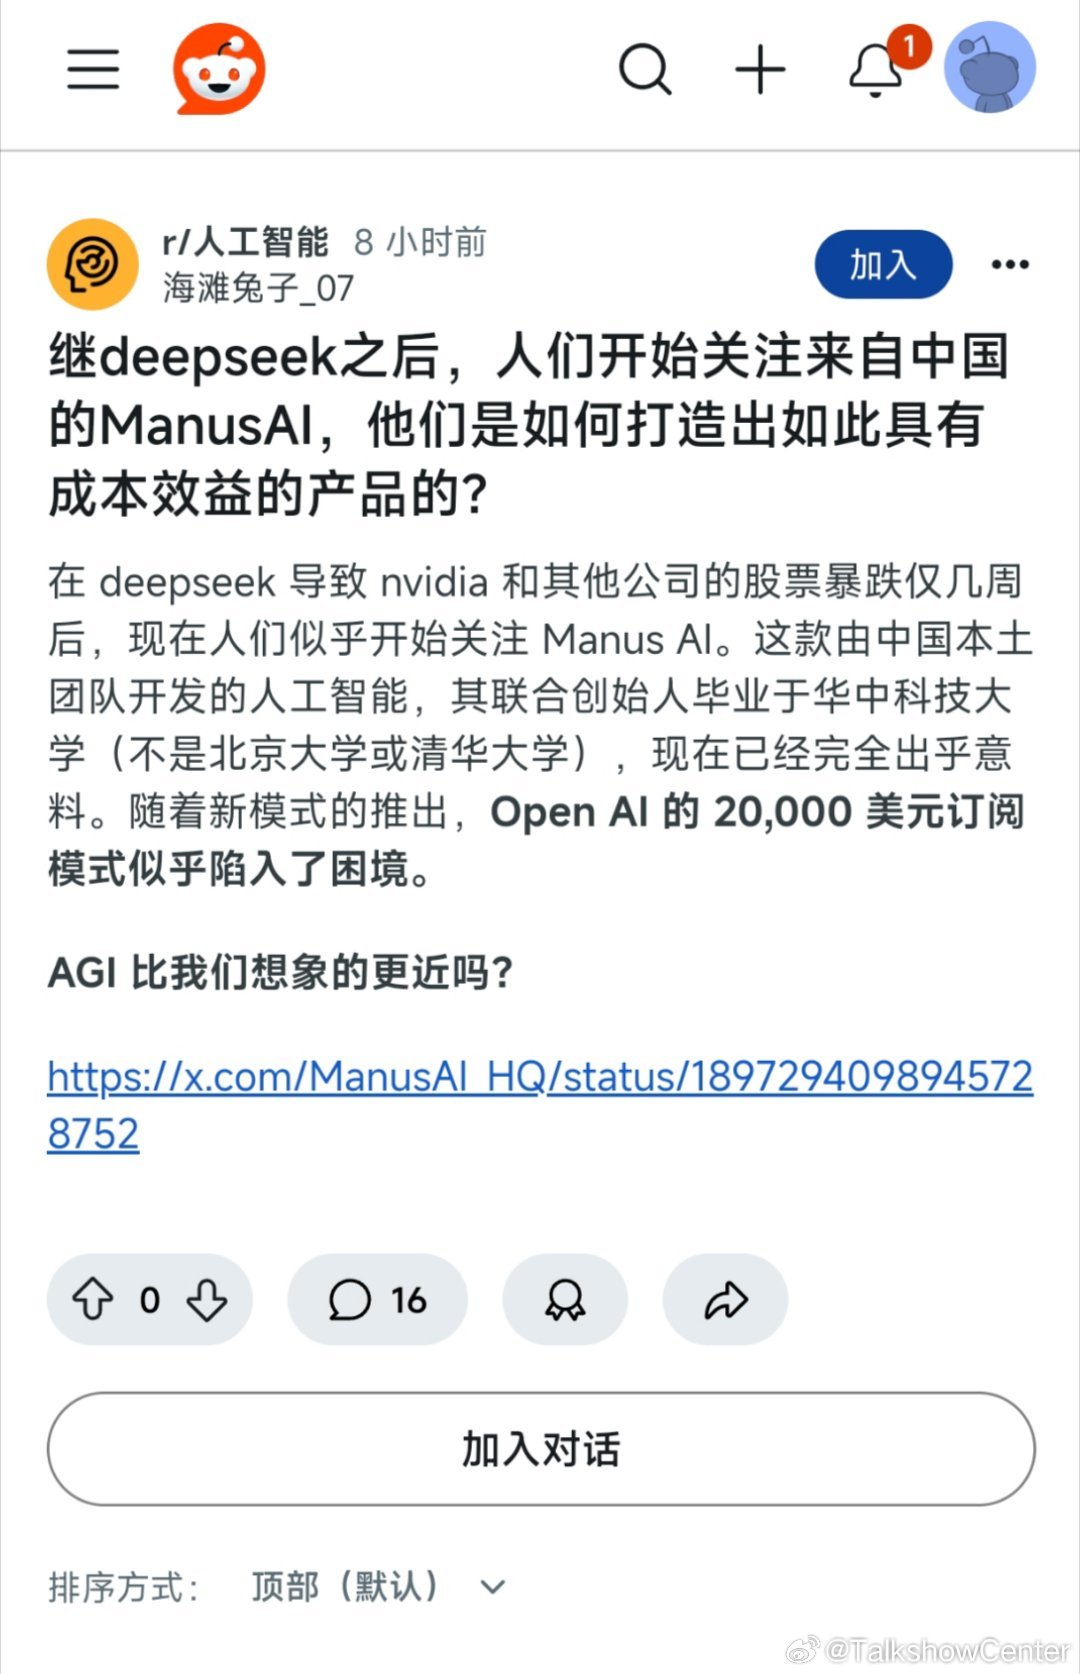 1
r/人工智能 8 小时前
海滩兔子_07
加入
继deepseek之后，人们开始关注来自中国
的ManusAI，他们是如何打造出如此具有
成本效益的产品的？
在 deepseek 导致 nvidia 和其他公司的股票暴跌仅几周
后，现在人们似乎开始关注 Manus AI。这款由中国本土
团队开发的人工智能，其联合创始人毕业于华中科技大
学（不是北京大学或清华大学），现在已经完全出乎意
料。随着新模式的推出，Open AI 的 20,000 美元订阅
模式似乎陷入了困境。
AGI 比我们想象的更近吗？
https://x.com/ManusAI_HQ/status/189729409894572
8752
0 16
加入对话
排序方式： 顶部（默认）
@TalkshowCenter